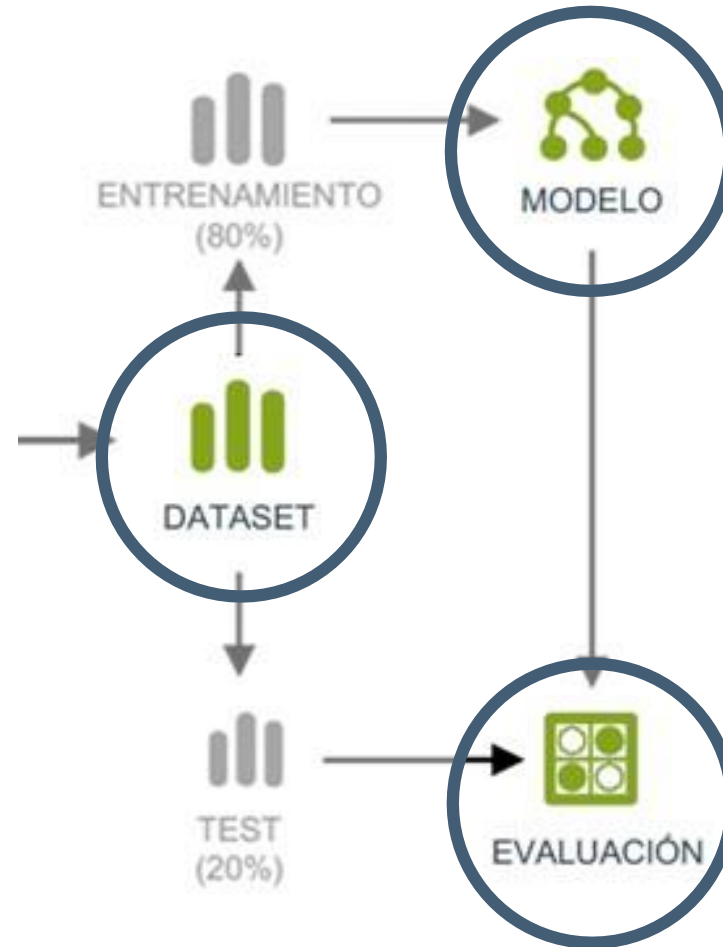 ENTRENAMIENTO
(80%)
MODELO
DATASET
TEST
(20%)
EVALUACIÓN